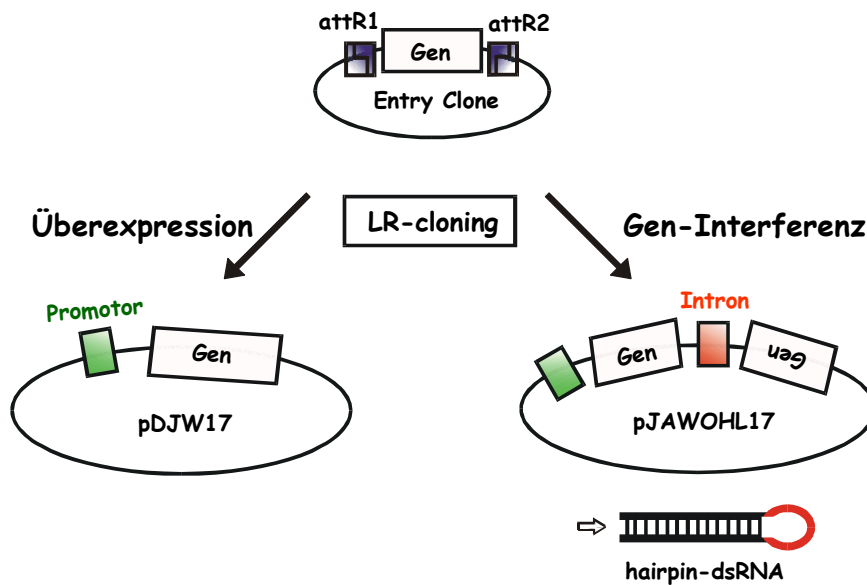 attR1
attR2
Gen
Entry Clone
Überexpression
LR-cloning
Gen-Interferenz
Promotor
Gen
pDJW17
Intron
Gen
Gen
pJAWOHL17
hairpin-dsRNA